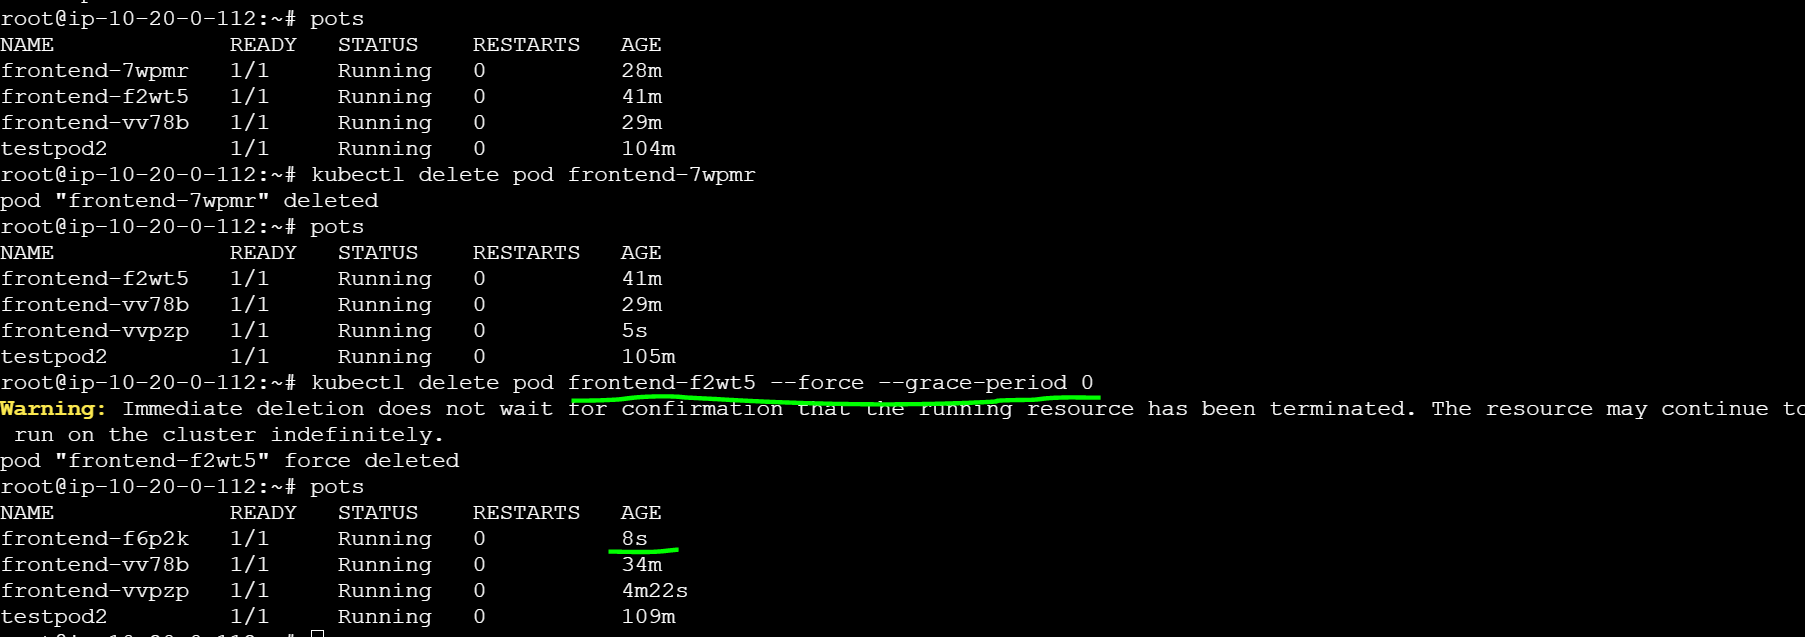 root@ip-10-20-0-112:~# pots
NAME READY STATUS RESTARTS AGE
frontend-7wpmr 1/1 Running 0 28m
frontend-f2wt5 1/1 Running 0 41m
frontend-vv78b 1/1 Running 0 29m
testpod2 1/1 Running 0 104m
root@ip-10-20-0-112:~# kubectl delete pod frontend-7wpmr
pod "frontend-7wpmr" deleted
root@ip-10-20-0-112:~# pots
NAME READY STATUS RESTARTS AGE
frontend-f2wt5 1/1 Running 0 41m
frontend-vv78b 1/1 Running 0 29m
frontend-vvpzp 1/1 Running 0 5s
testpod2 1/1 Running 0 105m
root@ip-10-20-0-112:~# kubectl delete pod frontend-f2wt5 --force --grace-period 0
Warning: Immediate deletion does not wait for confirmation that the running resource has been terminated. The resource may continue to
run on the cluster indefinitely.
pod "frontend-f2wt5" force deleted
root@ip-10-20-0-112:~# pots
NAME READY STATUS RESTARTS AGE
frontend-f6p2k 1/1 Running 0 8s
frontend-vv78b 1/1 Running 0 34m
frontend-vvpzp 1/1 Running 0 4m22s
testpod2 1/1 Running 0 109m